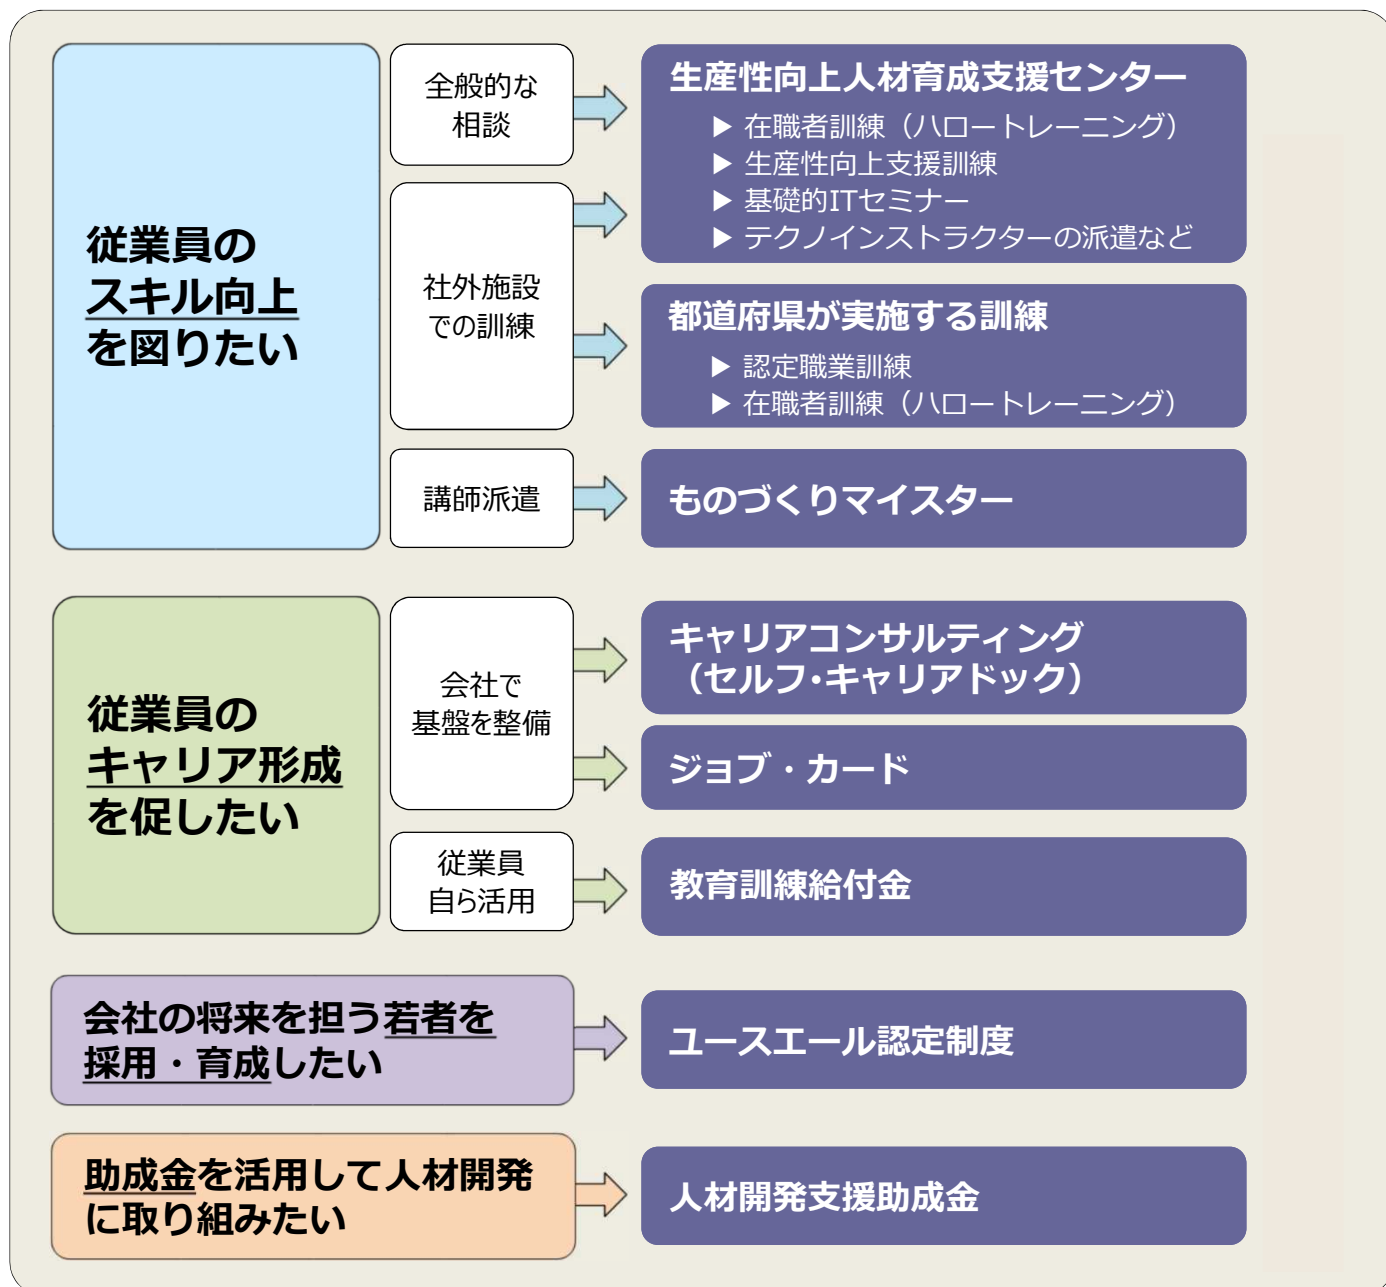 従業員の
スキル向上
を図りたい
全般的な
相談
社外施設
での訓練
講師派遣
生産性向上人材育成支援センター
▶ 在職者訓練（ハロートレーニング）
▶ 生産性向上支援訓練
▶ 基礎的ITセミナー
▶ テクノインストラクターの派遣など
都道府県が実施する訓練
▶ 認定職業訓練
▶ 在職者訓練（ハロートレーニング）
ものづくりマイスター
従業員の
キャリア形成
を促したい
会社で
基盤を整備
従業員
自ら活用
キャリアコンサルティング
（セルフ・キャリアドック）
ジョブ・カード
教育訓練給付金
会社の将来を担う若者を
採用・育成したい
ユースエール認定制度
助成金を活用して人材開発
に取り組みたい
人材開発支援助成金